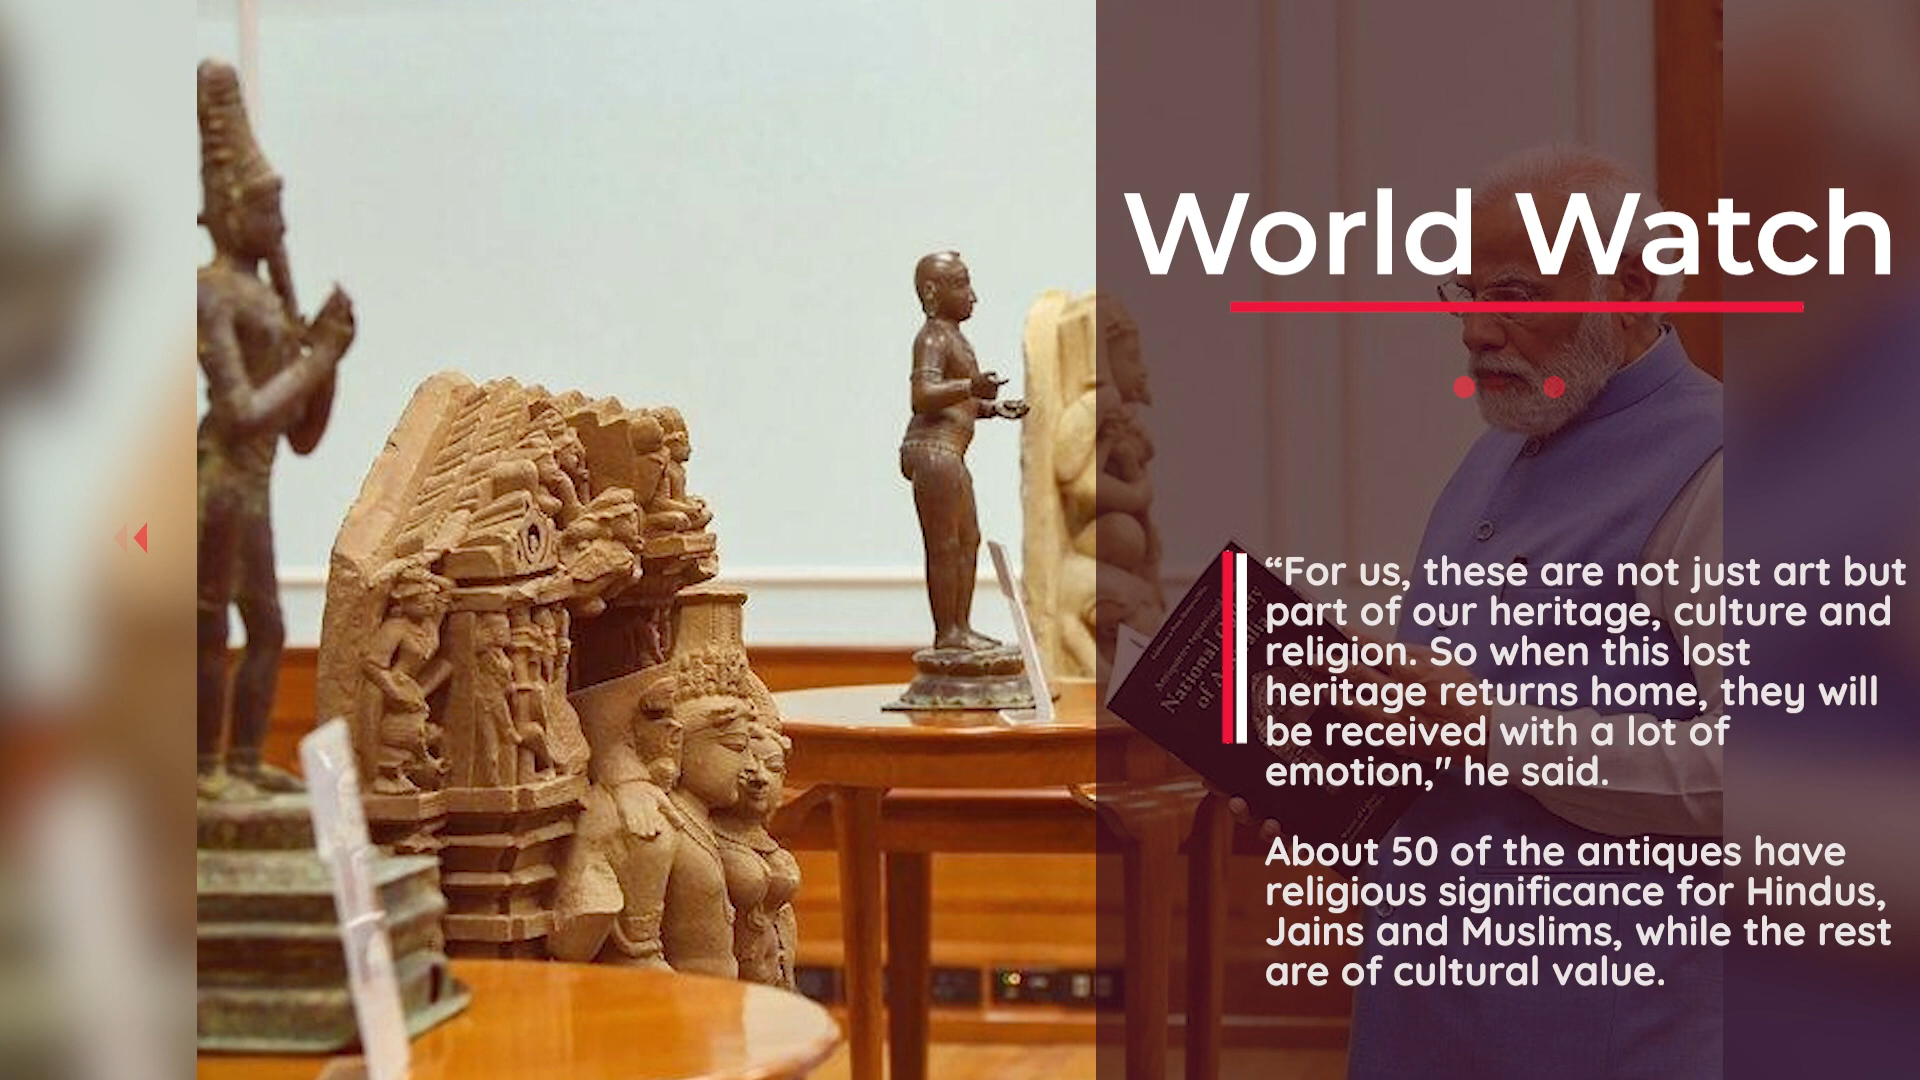 World Watch
“For us, these are not just art but
part of our heritage, culture and
religion. So when this lost
heritage returns home, they will
be received with a lot of
emotion," he said.
About 50 of the antiques have
religious significance for Hindus,
Jains and Muslims, while the rest
are of cultural value.
National Gallery
of